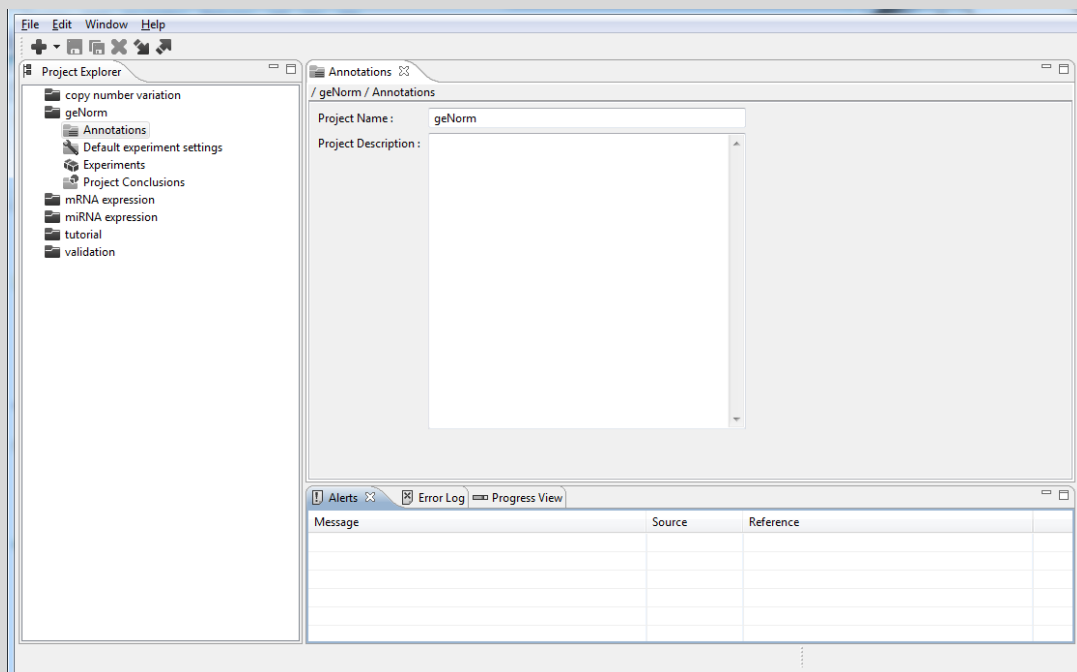 File Edit Window Help
Project Explorer
copy number variation
geNorm
Annotations
Default experiment settings
Experiments
Project Conclusions
mRNA expression
miRNA expression
tutorial
validation
Annotations
/ geNorm / Annotations
Project Name : geNorm
Project Description :
Alerts Error Log Progress View
Message Source Reference